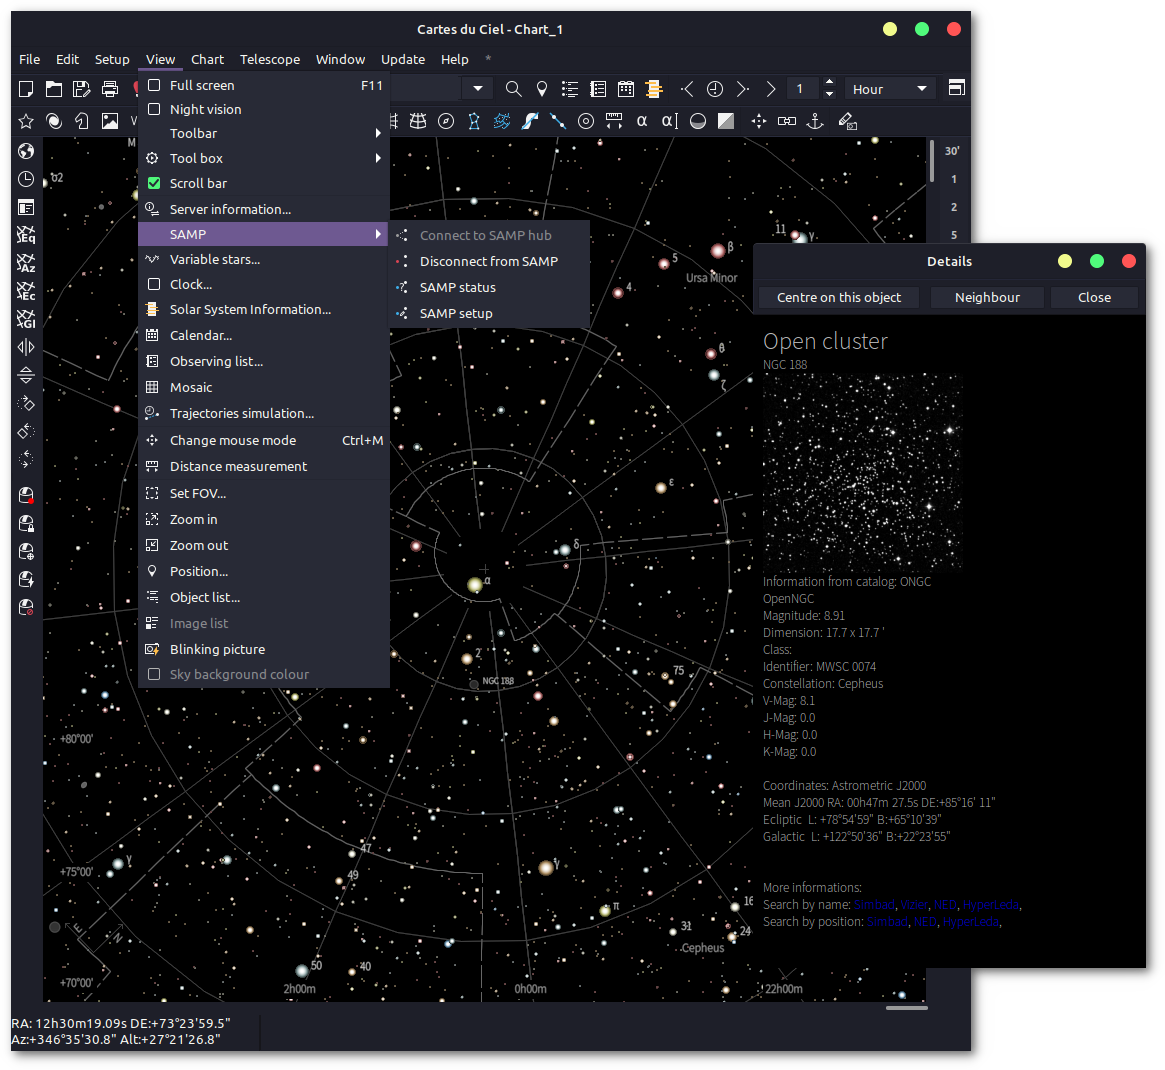 Cartes du Ciel - Chart_1
File Edit Setup View Chart Telescope Window Update Help *
1 Hour
α α
Full screen F11
Night vision
Toolbar
Tool box
Scroll bar
Server information...
SAMP
Variable stars...
Clock...
Solar System Information...
Calendar...
Observing list...
Mosaic
Trajectories simulation...
Change mouse mode Ctrl+M
Distance measurement
Set FOV...
Zoom in
Zoom out
Position...
Object list...
Image list
Blinking picture
Sky background colour
Connect to SAMP hub
Disconnect from SAMP
SAMP status
SAMP setup
Eq
Az
Ec
Gl
30'
1
2
5
11 γ
β
5
Ursa Minor
4
θ
ζ
ε
δ
α
2
NGC 188
75
+80°00'
γ
47
+75°00'
49
γ
π
16
31
24
Cepheus
E
N
50
40
+70°00'
2h00m
0h00m
22h00m
RA: 12h30m19.09s DE:+73°23'59.5"
Az:+346°35'30.8" Alt:+27°21'26.8"
Details
Centre on this object Neighbour Close
Open cluster
NGC 188
Information from catalog: ONGC
OpenNGC
Magnitude: 8.91
Dimension: 17.7 x 17.7 '
Class:
Identifier: MWSC 0074
Constellation: Cepheus
V-Mag: 8.1
J-Mag: 0.0
H-Mag: 0.0
K-Mag: 0.0
Coordinates: Astrometric J2000
Mean J2000 RA: 00h47m 27.5s DE:+85°16' 11"
Ecliptic L: +78°54'59" B:+65°10'39"
Galactic L: +122°50'36" B:+22°23'55"
More informations:
Search by name: Simbad, Vizier, NED, HyperLeda,
Search by position: Simbad, NED, HyperLeda,